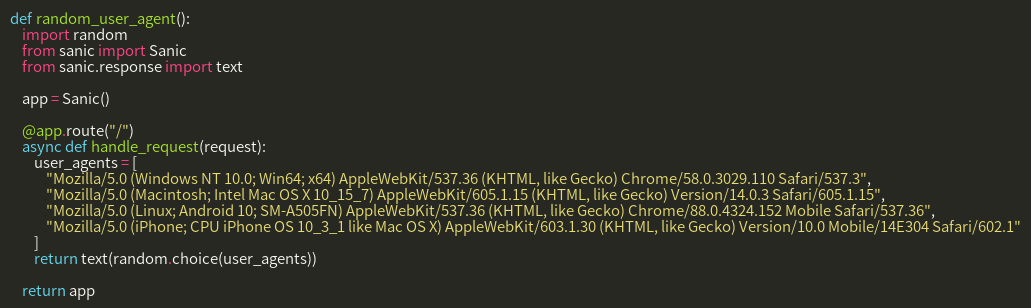 def random_user_agent():
    import random
    from sanic import Sanic
    from sanic.response import text

    app = Sanic()

    @app.route("/")
    async def handle_request(request):
        user_agents = [
            "Mozilla/5.0 (Windows NT 10.0; Win64; x64) AppleWebKit/537.36 (KHTML, like Gecko) Chrome/58.0.3029.110 Safari/537.3",
            "Mozilla/5.0 (Macintosh; Intel Mac OS X 10_15_7) AppleWebKit/605.1.15 (KHTML, like Gecko) Version/14.0.3 Safari/605.1.15",
            "Mozilla/5.0 (Linux; Android 10; SM-A505FN) AppleWebKit/537.36 (KHTML, like Gecko) Chrome/88.0.4324.152 Mobile Safari/537.36",
            "Mozilla/5.0 (iPhone; CPU iPhone OS 10_3_1 like Mac OS X) AppleWebKit/603.1.30 (KHTML, like Gecko) Version/10.0 Mobile/14E304 Safari/602.1"
        ]
        return text(random.choice(user_agents))

    return app